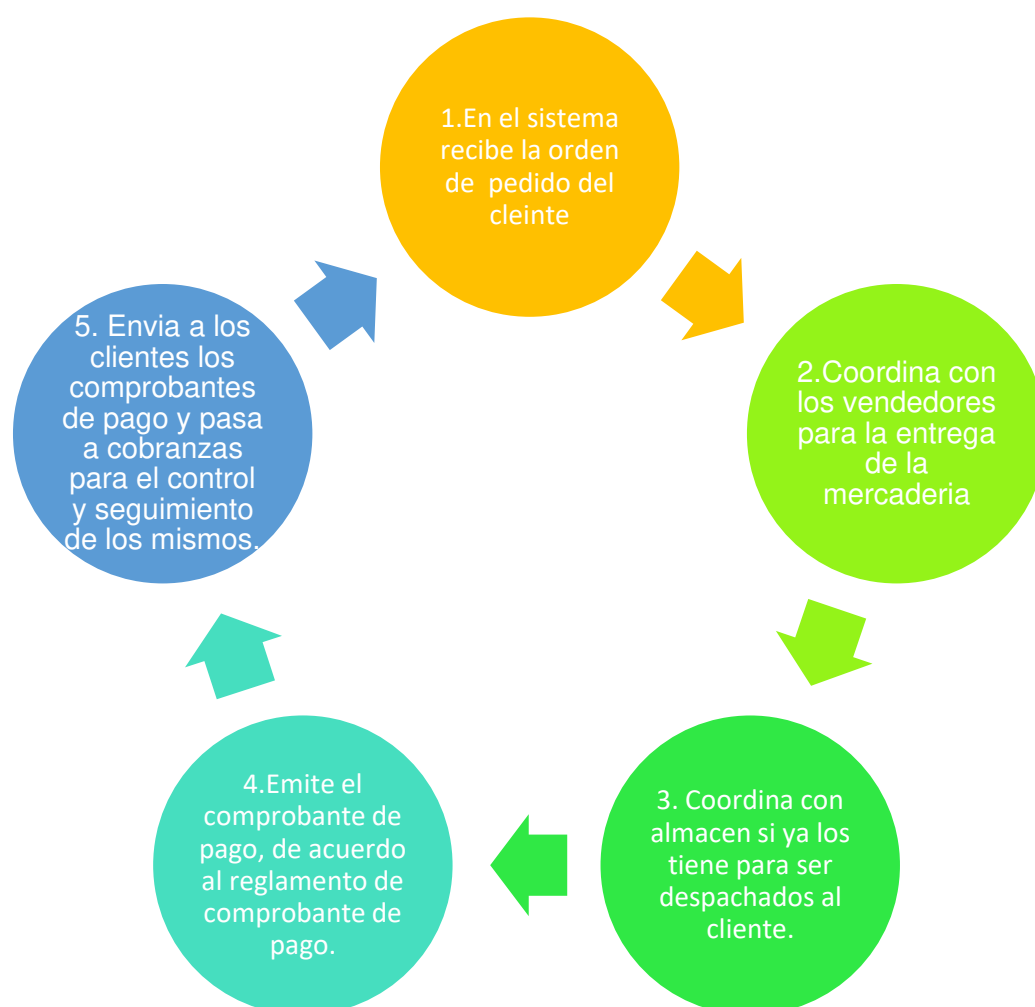 1.En el sistema
recibe la orden
de  pedido del
cleinte
2.Coordina con
los vendedores
para la entrega
de la
mercaderia
3. Coordina con
almacen si ya los
tiene para ser
despachados al
cliente.
4.Emite el
comprobante de
pago, de acuerdo
al reglamento de
comprobante de
pago.
5. Envia a los
clientes los
comprobantes
de pago y pasa
a cobranzas
para el control
y seguimiento
de los mismos.